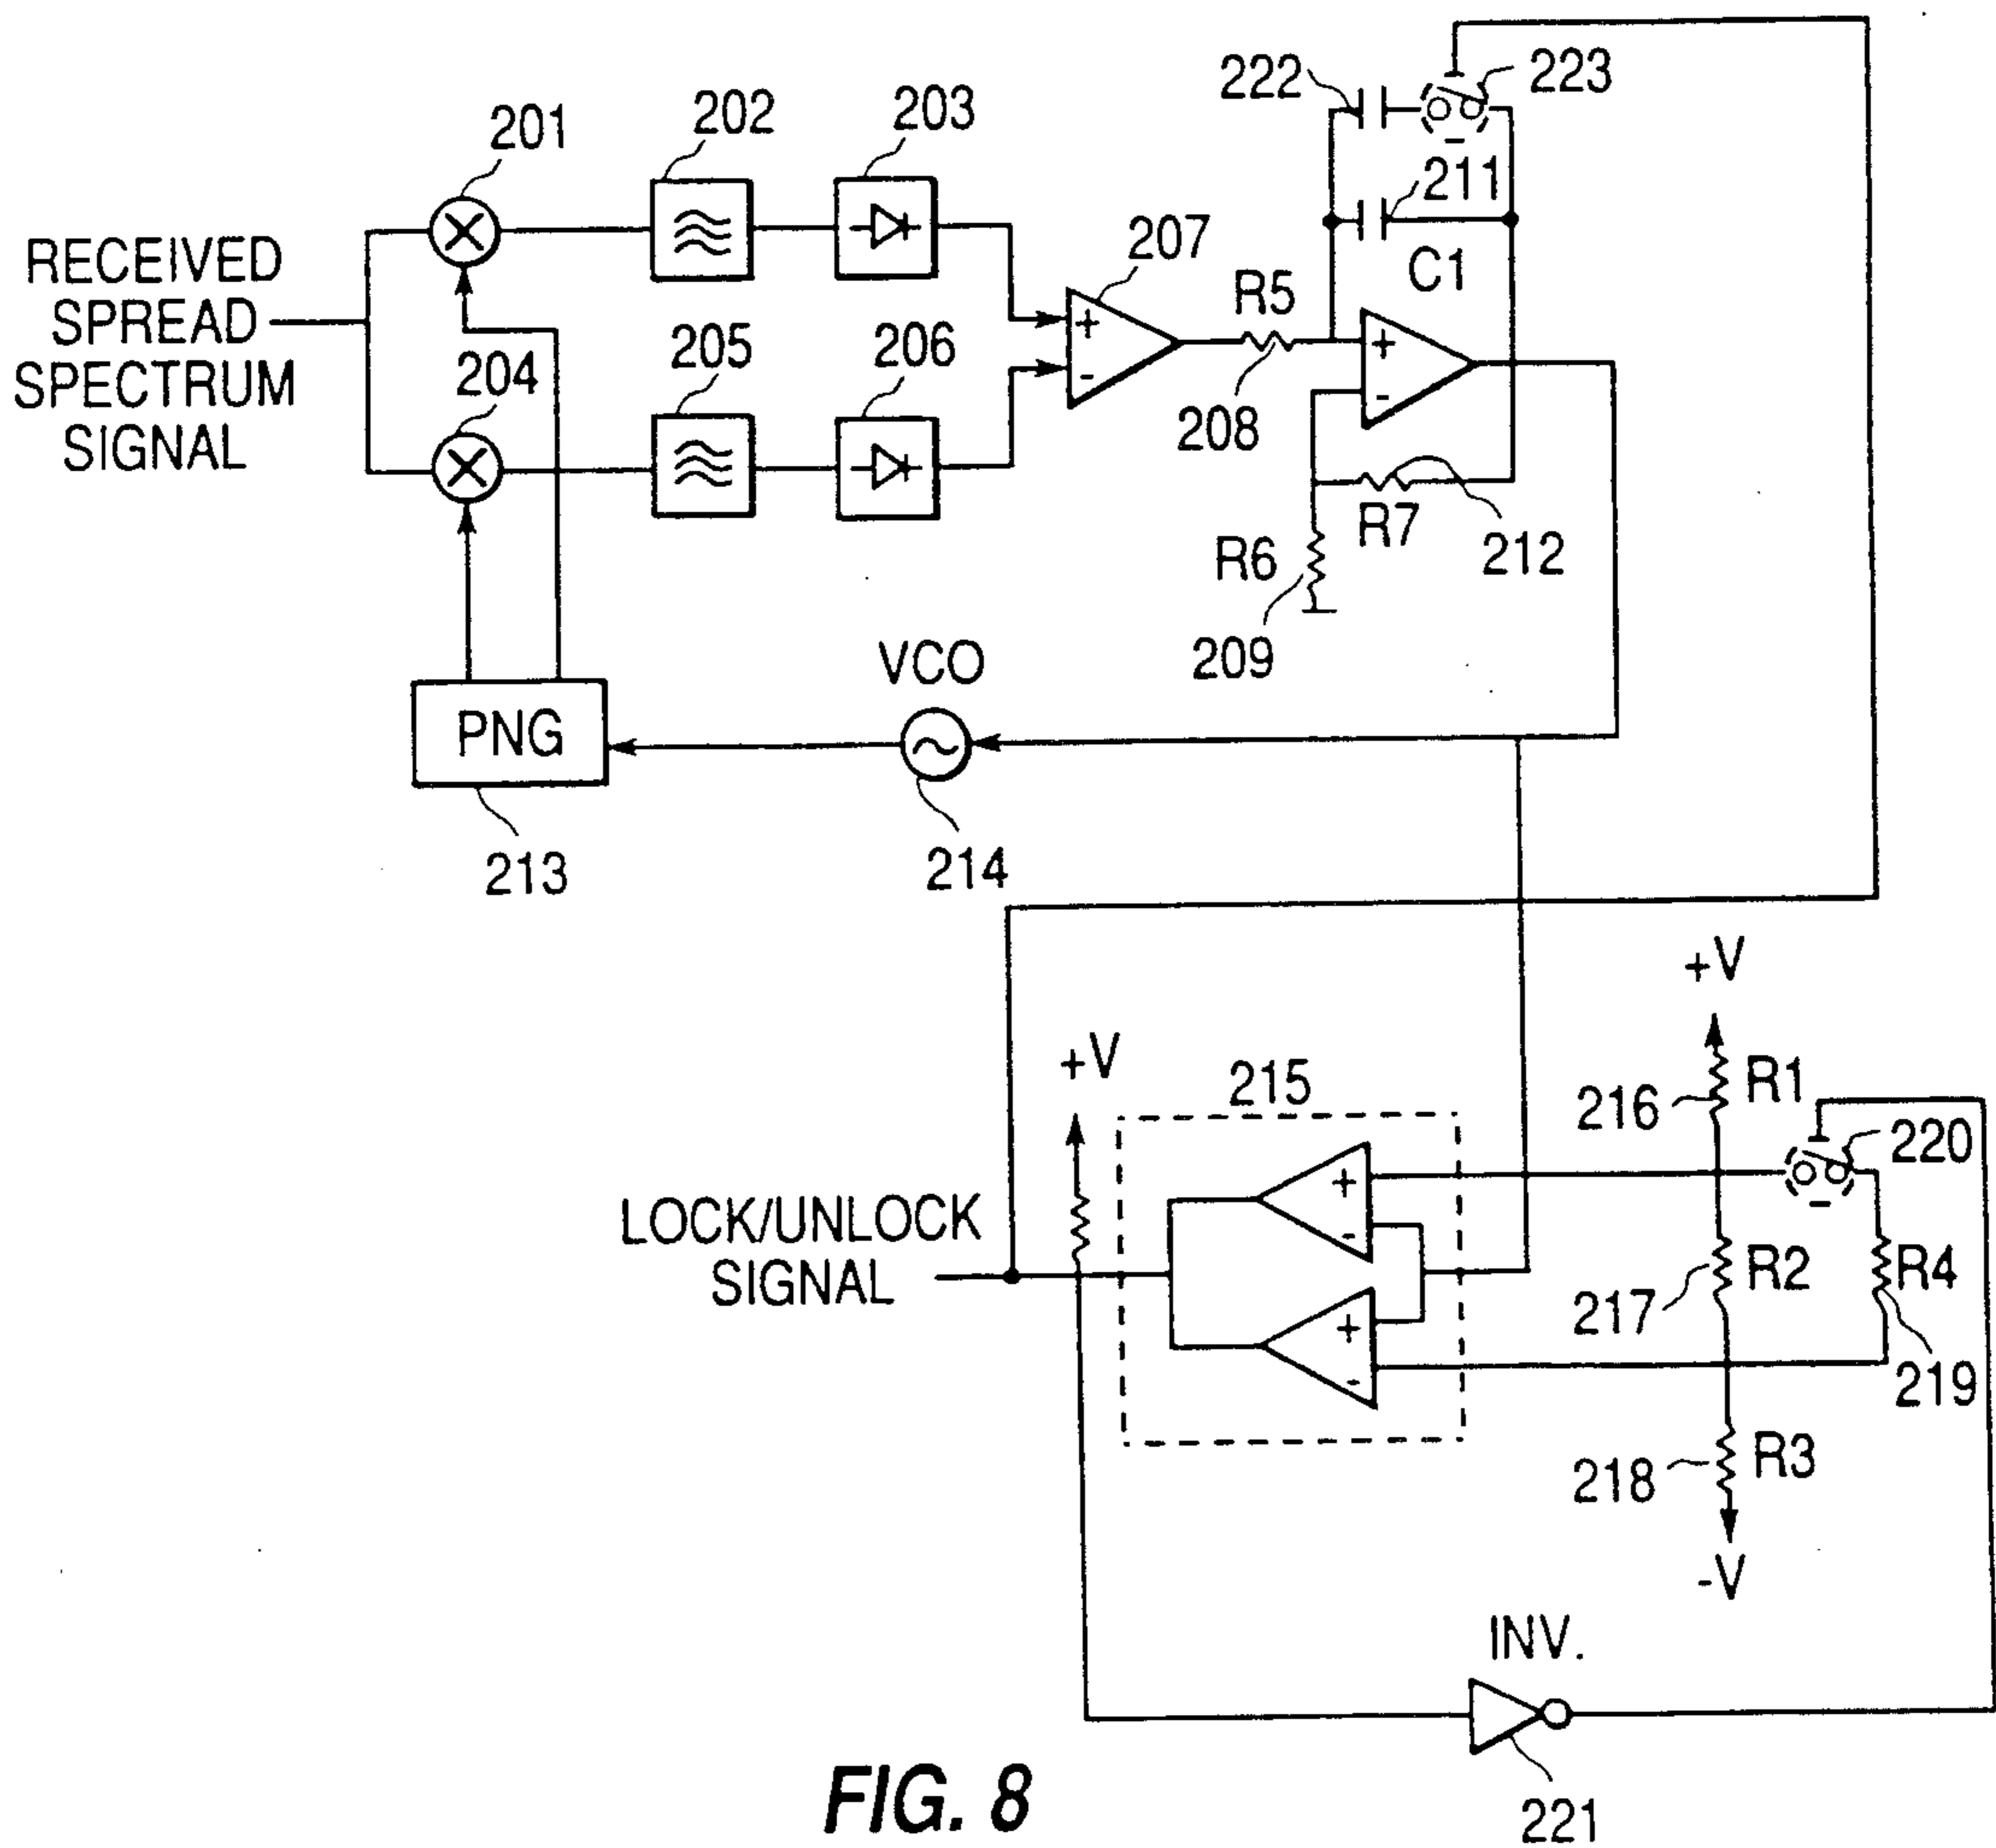 222
223
201
202
203
211
207
C1
RECEIVED
SPREAD
SPECTRUM
SIGNAL
R5
+
-
204
205
206
208
+
-
R7
212
R6
209
VCO
PNG
213
214
+V
+V
215
216
R1
220
LOCK/UNLOCK
SIGNAL
+
-
+
-
217
R2
R4
219
218
R3
-V
INV.
221
FIG. 8